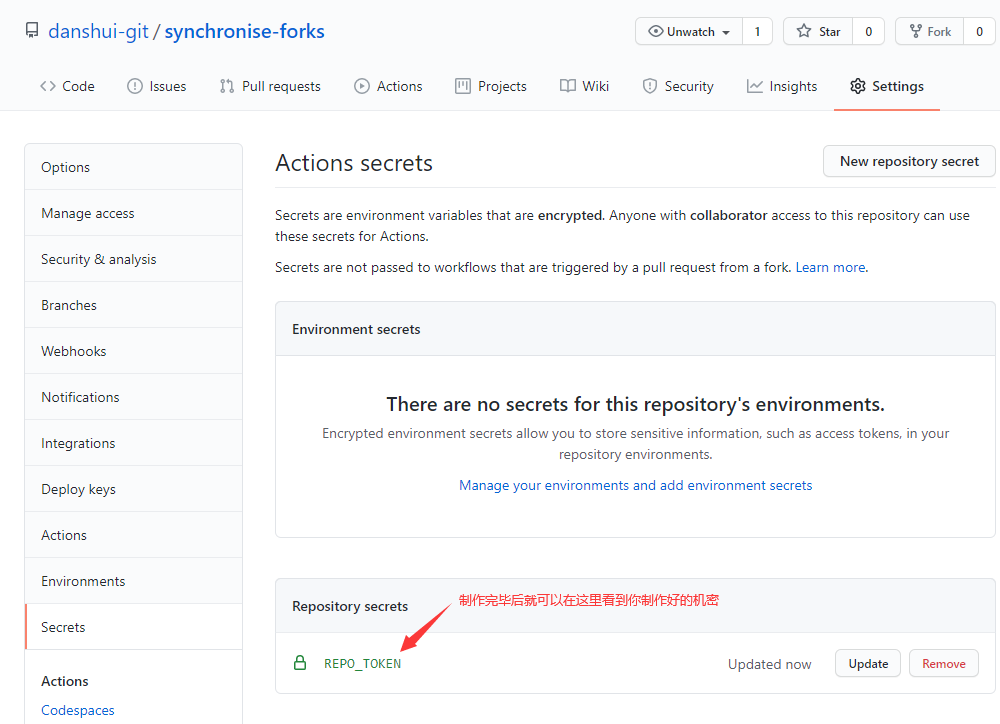 danshui-git / synchronise-forks
Unwatch 1 Star 0 Fork 0
Code Issues Pull requests Actions Projects Wiki Security Insights Settings
Options
Manage access
Security & analysis
Branches
Webhooks
Notifications
Integrations
Deploy keys
Actions
Environments
Secrets
Actions
Codespaces
Actions secrets
New repository secret
Secrets are environment variables that are encrypted. Anyone with collaborator access to this repository can use
these secrets for Actions.
Secrets are not passed to workflows that are triggered by a pull request from a fork. Learn more.
Environment secrets
There are no secrets for this repository's environments.
Encrypted environment secrets allow you to store sensitive information, such as access tokens, in your
repository environments.
Manage your environments and add environment secrets
Repository secrets
制作完毕后就可以在这里看到你制作好的机密
REPO_TOKEN
Updated now
Update
Remove